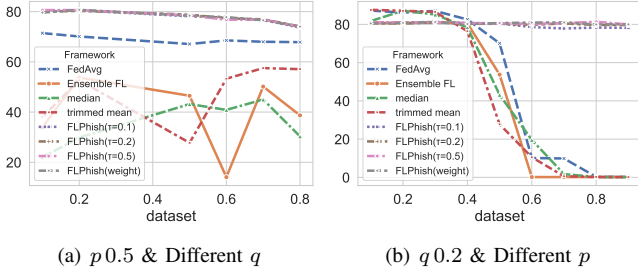 80
60
40
20
Framework
FedAvg
Ensemble FL
median
trimmed mean
FLPhish(τ=0.1)
FLPhish(τ=0.2)
FLPhish(τ=0.5)
FLPhish(weight)
0.2 0.4 0.6 0.8
dataset
(a) p 0.5 & Different q
80
60
40
20
0
Framework
FedAvg
Ensemble FL
median
trimmed mean
FLPhish(τ=0.1)
FLPhish(τ=0.2)
FLPhish(τ=0.5)
FLPhish(weight)
0.2 0.4 0.6 0.8
dataset
(b) q 0.2 & Different p